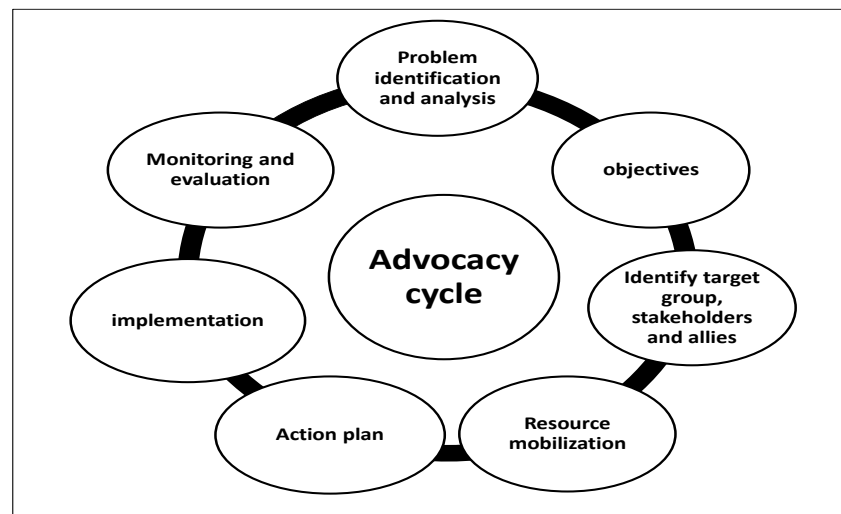 Problem
identification
and analysis
objectives
Identify target
group,
stakeholders
and allies
Resource
mobilization
Action plan
implementation
Monitoring and
evaluation
Advocacy
cycle